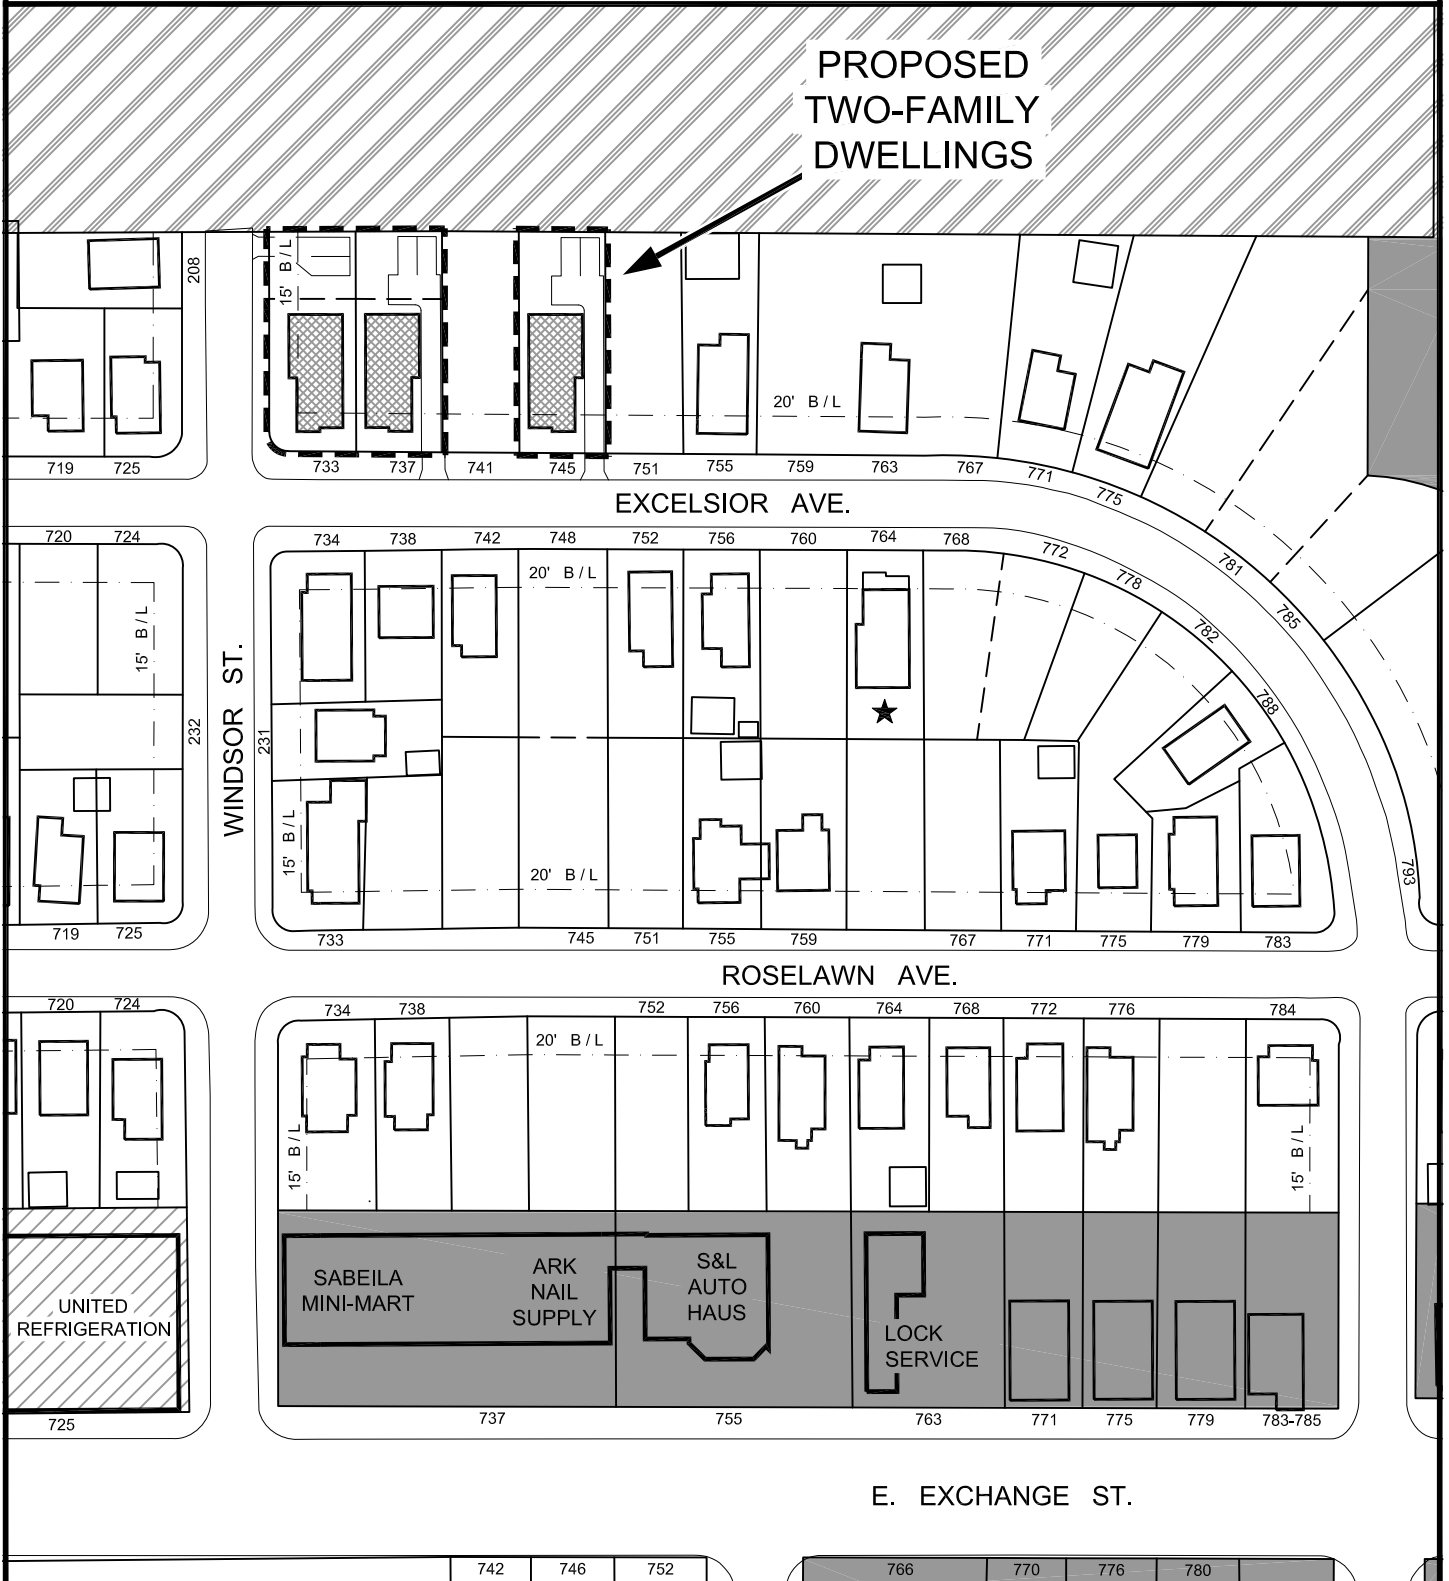 PROPOSED
TWO-FAMILY
DWELLINGS
208
15' B/L
20' B/L
719 725 733 737 741 745 751 755 759 763 767 771 775
EXCELSIOR AVE.
781
785
793
720 724 734 738 742 748 752 756 760 764 768 772 778 782 788
20' B/L
15' B/L
WINDSOR ST.
232
231
15' B/L
20' B/L
719 725 733 745 751 755 759 767 771 775 779 783
ROSELAWN AVE.
720 724 734 738 752 756 760 764 768 772 776 784
20' B/L
15' B/L
15' B/L
UNITED
REFRIGERATION
SABEILA
MINI-MART
ARK
NAIL
SUPPLY
S&L
AUTO
HAUS
LOCK
SERVICE
725 737 755 763 771 775 779 783-785
E. EXCHANGE ST.
742 746 752 766 770 776 780